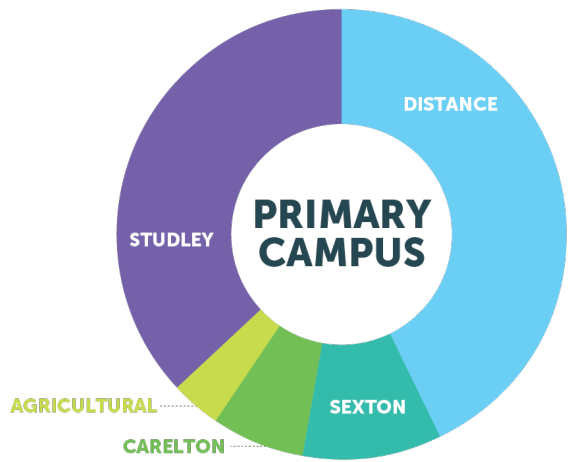 DISTANCE
PRIMARY
CAMPUS
STUDLEY
AGRICULTURAL
SEXTON
CARELTON